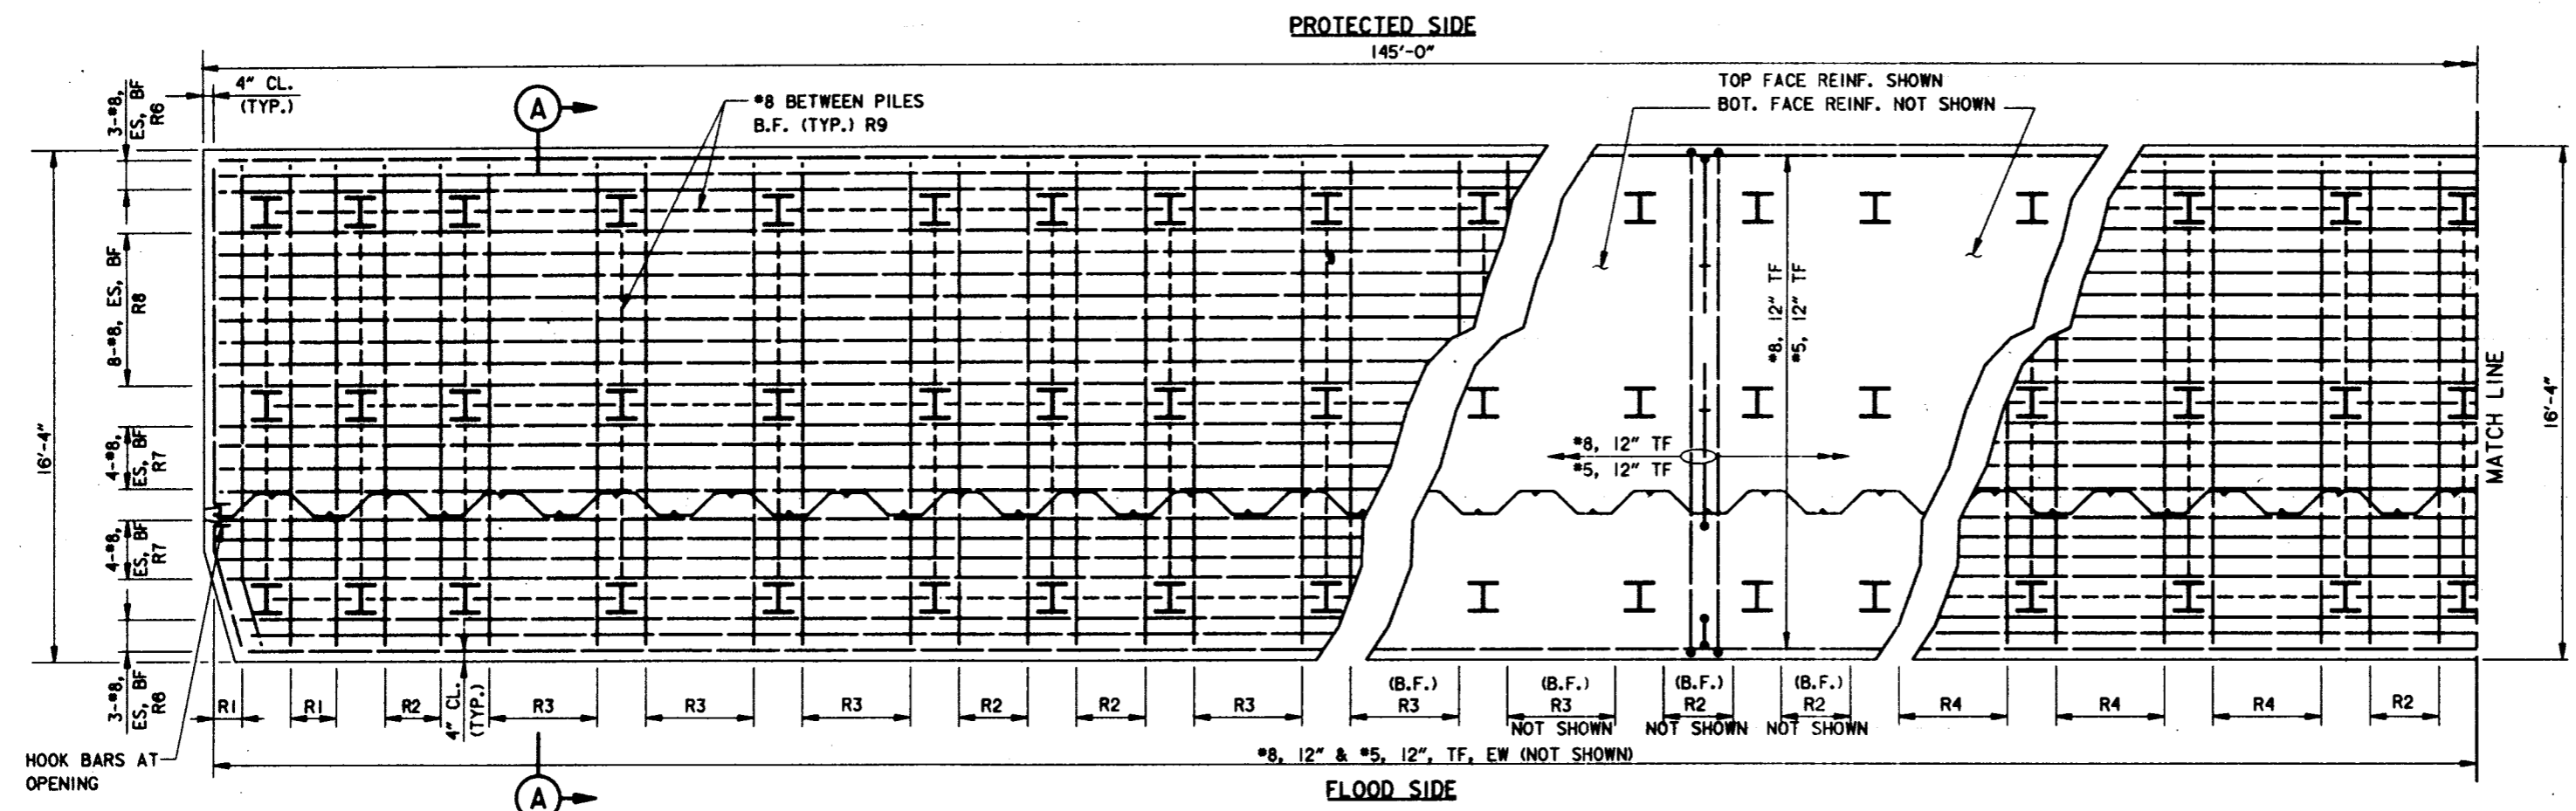 PROTECTED SIDE
145'-0"
4" CL.
(TYP.)
3-#8,
ES, BF
R6
A
#8 BETWEEN PILES
B.F. (TYP.) R9
TOP FACE REINF. SHOWN
BOT. FACE REINF. NOT SHOWN
16'-4"
8-#8, ES, BF
R8
4-#8,
ES, BF
R7
4-#8,
ES, BF
R7
3-#8,
ES, BF
R6
#8, 12" TF
#5, 12" TF
#8, 12" TF
#5, 12" TF
MATCH LINE
16'-4"
R1
R1
R2
4" CL.
(TYP.)
R3
R3
R3
R2
R2
R3
(B.F.)
R3
(B.F.)
R3
NOT SHOWN
(B.F.)
R2
NOT SHOWN
(B.F.)
R2
NOT SHOWN
R4
R4
R4
R2
HOOK BARS AT
OPENING
#8, 12" & #5, 12", TF, EW (NOT SHOWN)
A
FLOOD SIDE